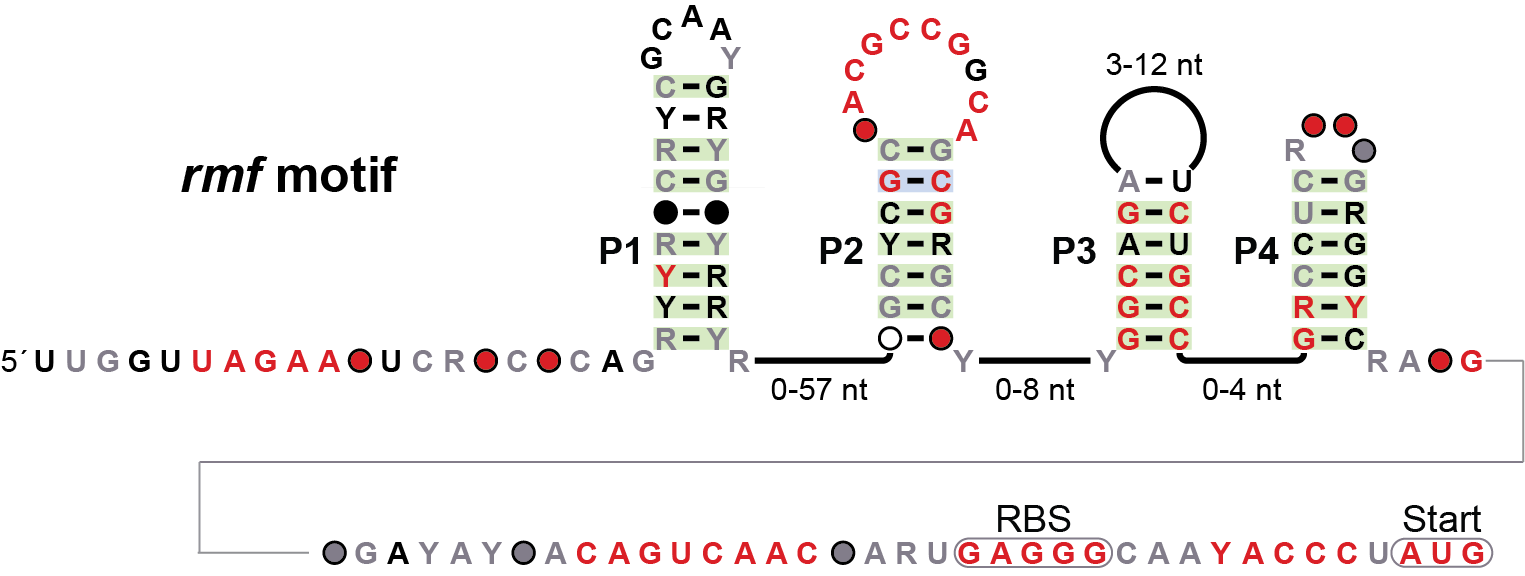 rmf motif
G C A A Y
C - G
Y - R
R - Y
C - G
P1
R - Y
Y - R
Y - R
R - Y
A C G C C G G C A
C - G
G - C
C - G
P2
Y - R
C - G
G - C
3-12 nt
A - U
G - C
P3
A - U
C - G
G - C
G - C
R
C - G
U - R
P4
C - G
C - G
R - Y
G - C
5´ U U G G U U A G A A U C R C C A G R Y Y R A G
0-57 nt 0-8 nt 0-4 nt
RBS Start
G A Y A Y A C A G U C A A C A R U G A G G G C A A Y A C C C U A U G